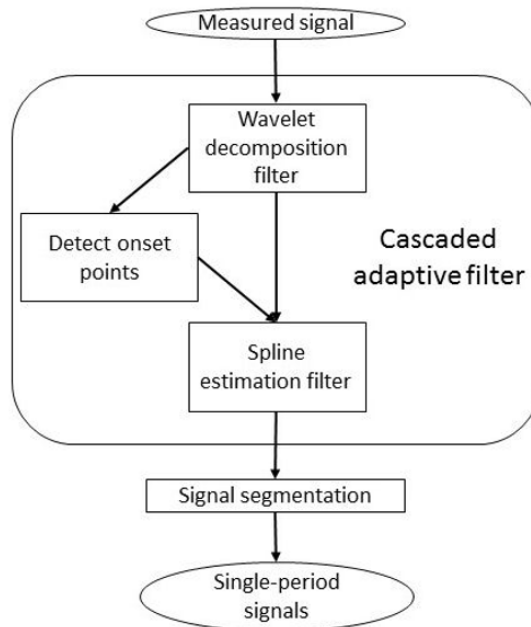 Measured signal
Wavelet
decomposition
filter
Detect onset
points
Cascaded
adaptive filter
Spline
estimation filter
Signal segmentation
Single-period
signals